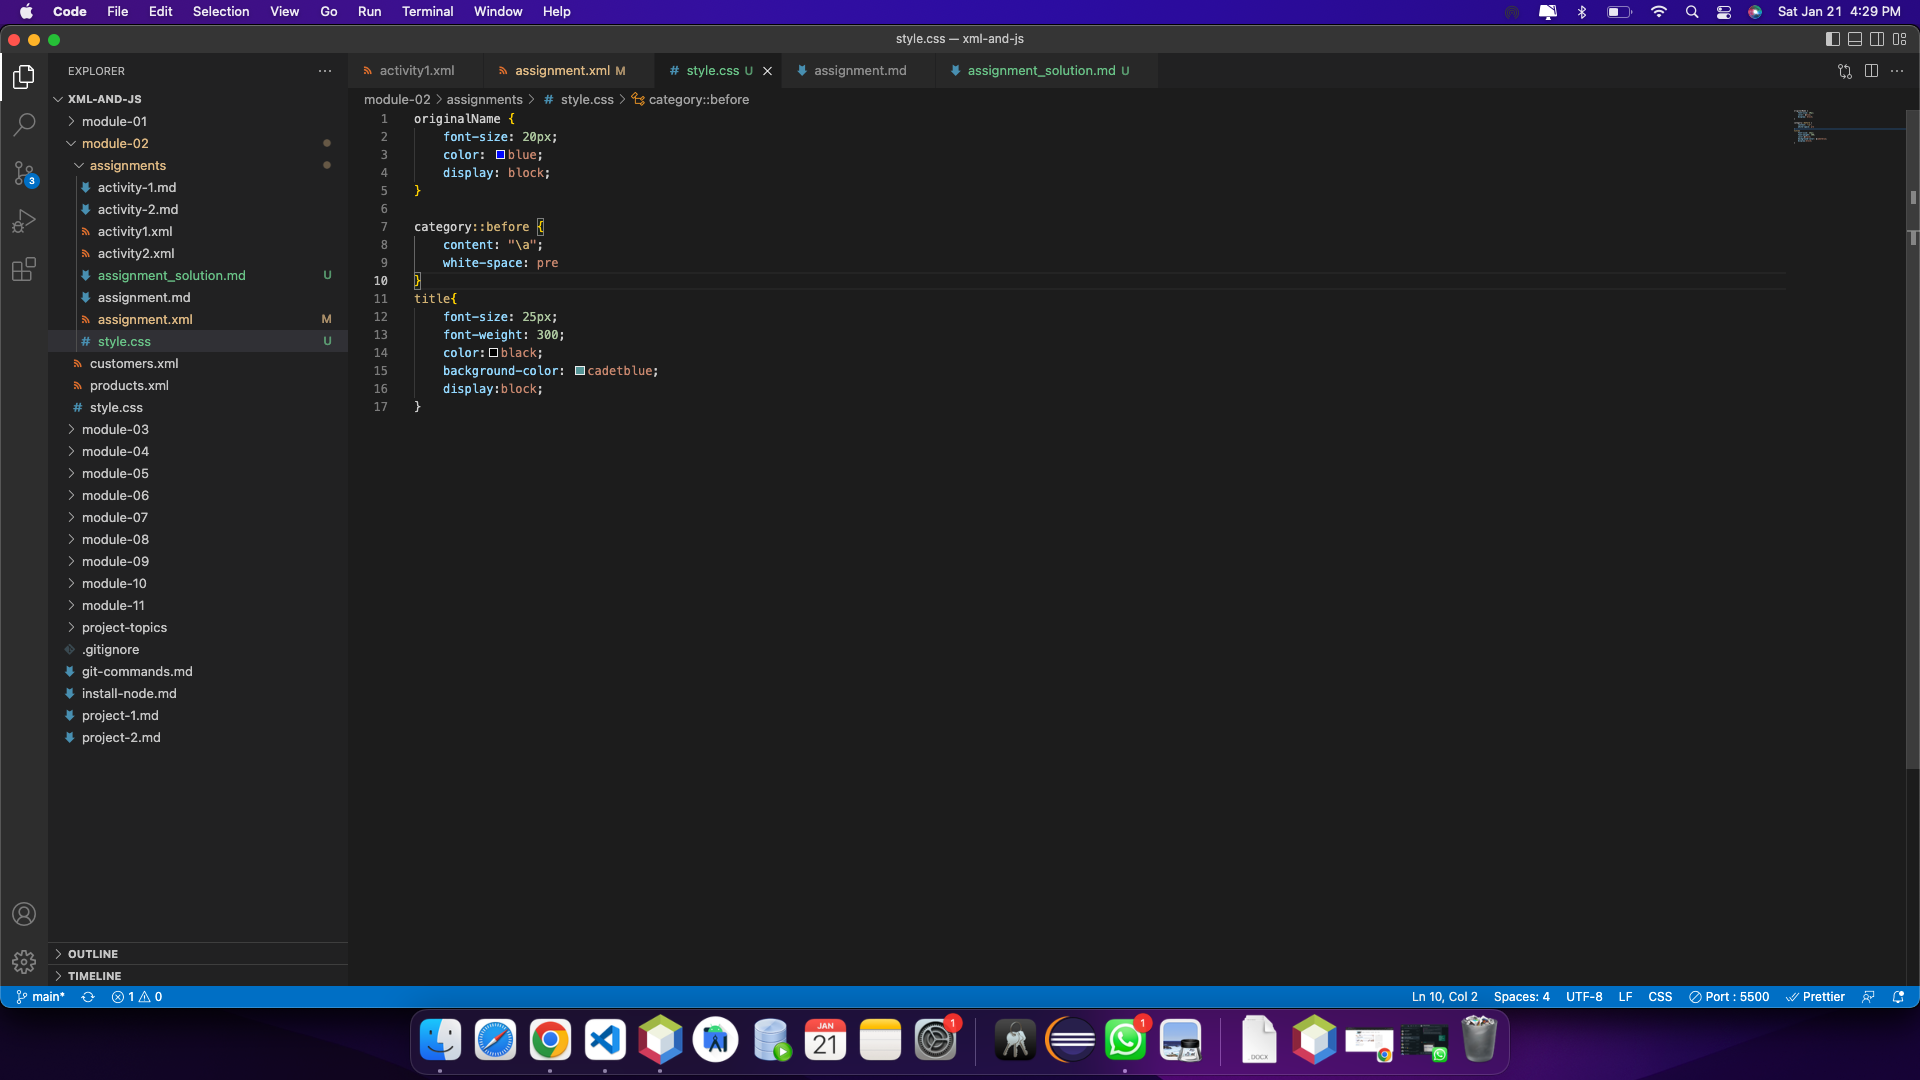 Code File Edit Selection View Go Run Terminal Window Help
Sat Jan 21 4:29 PM
style.css — xml-and-js
EXPLORER
XML-AND-JS
module-01
module-02
assignments
activity-1.md
activity-2.md
activity1.xml
activity2.xml
assignment_solution.md U
assignment.md
assignment.xml M
style.css U
customers.xml
products.xml
style.css
module-03
module-04
module-05
module-06
module-07
module-08
module-09
module-10
module-11
project-topics
.gitignore
git-commands.md
install-node.md
project-1.md
project-2.md
OUTLINE
TIMELINE
3
activity1.xml assignment.xml M # style.css U assignment.md assignment_solution.md U
module-02 > assignments > # style.css > category::before
1 originalName {
2 font-size: 20px;
3 color: blue;
4 display: block;
5 }
6
7 category::before {
8 content: "\a";
9 white-space: pre
10 }
11 title{
12 font-size: 25px;
13 font-weight: 300;
14 color:black;
15 background-color: cadetblue;
16 display:block;
17 }
main* 1 0
Ln 10, Col 2 Spaces: 4 UTF-8 LF CSS Port : 5500 Prettier
JAN
21
1
1
DOCX